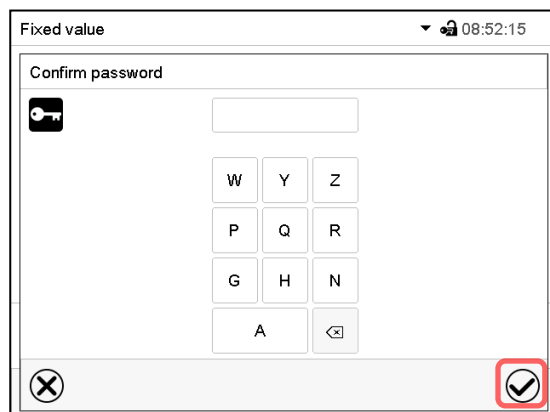 Fixed value 08:52:15
Confirm password
W Y Z
P Q R
G H N
A